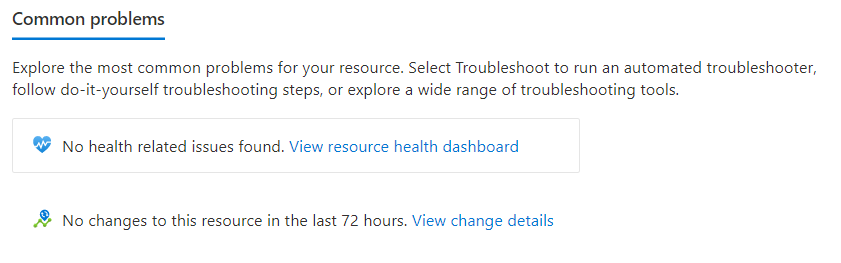 Common problems
Explore the most common problems for your resource. Select Troubleshoot to run an automated troubleshooter,
follow do-it-yourself troubleshooting steps, or explore a wide range of troubleshooting tools.
No health related issues found. View resource health dashboard
No changes to this resource in the last 72 hours. View change details